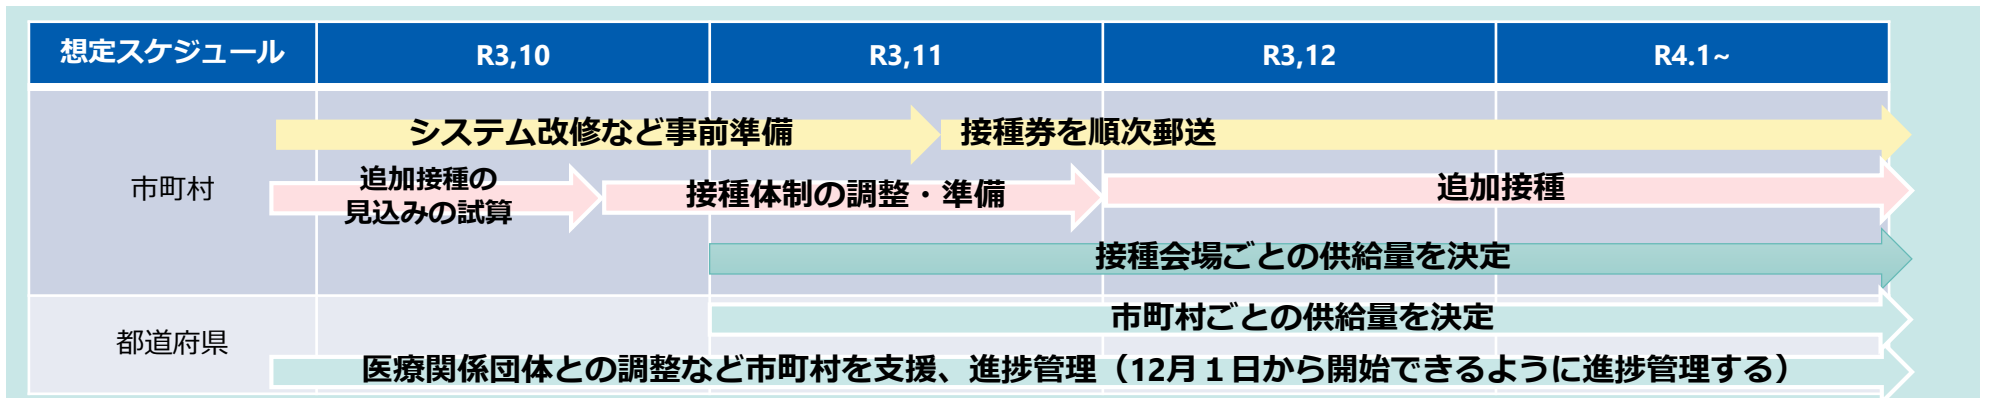 想定スケジュール
R3,10
R3,11
R3,12
R4.1~
市町村
システム改修など事前準備
接種券を順次郵送
追加接種の
見込みの試算
接種体制の調整・準備
追加接種
接種会場ごとの供給量を決定
都道府県
市町村ごとの供給量を決定
医療関係団体との調整など市町村を支援、進捗管理（12月１日から開始できるように進捗管理する）